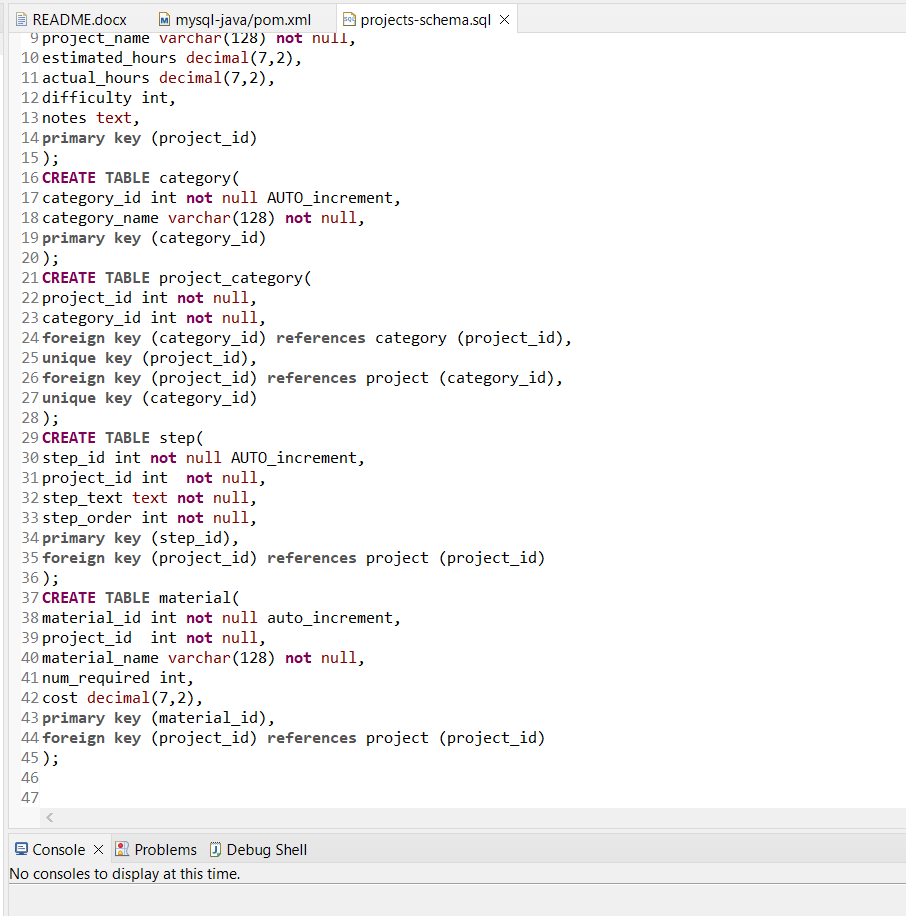 README.docx mysql-java/pom.xml projects-schema.sql
9 project_name varchar(128) not null,
10 estimated_hours decimal(7,2),
11 actual_hours decimal(7,2),
12 difficulty int,
13 notes text,
14 primary key (project_id)
15 );
16 CREATE TABLE category(
17 category_id int not null AUTO_increment,
18 category_name varchar(128) not null,
19 primary key (category_id)
20 );
21 CREATE TABLE project_category(
22 project_id int not null,
23 category_id int not null,
24 foreign key (category_id) references category (project_id),
25 unique key (project_id),
26 foreign key (project_id) references project (category_id),
27 unique key (category_id)
28 );
29 CREATE TABLE step(
30 step_id int not null AUTO_increment,
31 project_id int  not null,
32 step_text text not null,
33 step_order int not null,
34 primary key (step_id),
35 foreign key (project_id) references project (project_id)
36 );
37 CREATE TABLE material(
38 material_id int not null auto_increment,
39 project_id  int not null,
40 material_name varchar(128) not null,
41 num_required int,
42 cost decimal(7,2),
43 primary key (material_id),
44 foreign key (project_id) references project (project_id)
45 );
46
47
Console Problems Debug Shell
No consoles to display at this time.